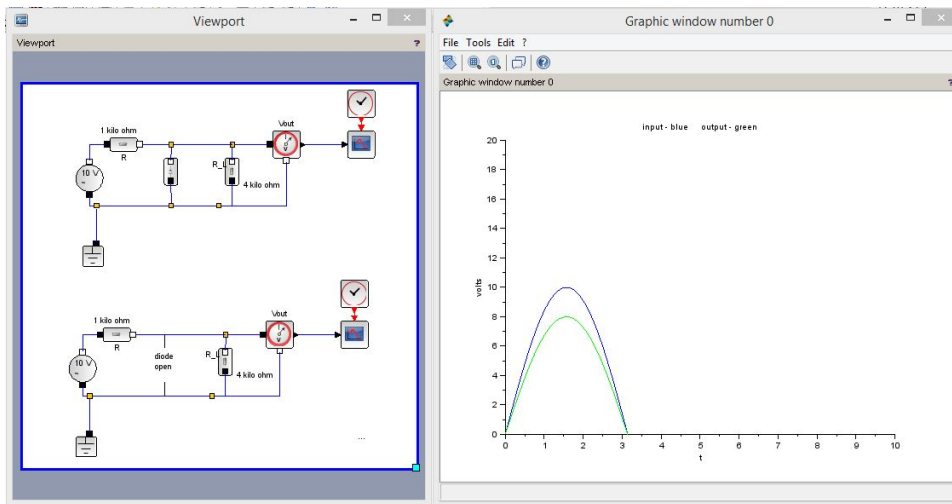 Viewport
Viewport
?
1 kilo ohm
R
10 V
~
R_L
4 kilo ohm
Vout
1 kilo ohm
R
10 V
~
diode
open
R_L
4 kilo ohm
Vout
...
Graphic window number 0
File Tools Edit ?
Graphic window number 0
?
input - blue output - green
20
18
16
14
12
10
8
6
4
2
0
volts
0 1 2 3 4 5 6 7 8 9 10
t